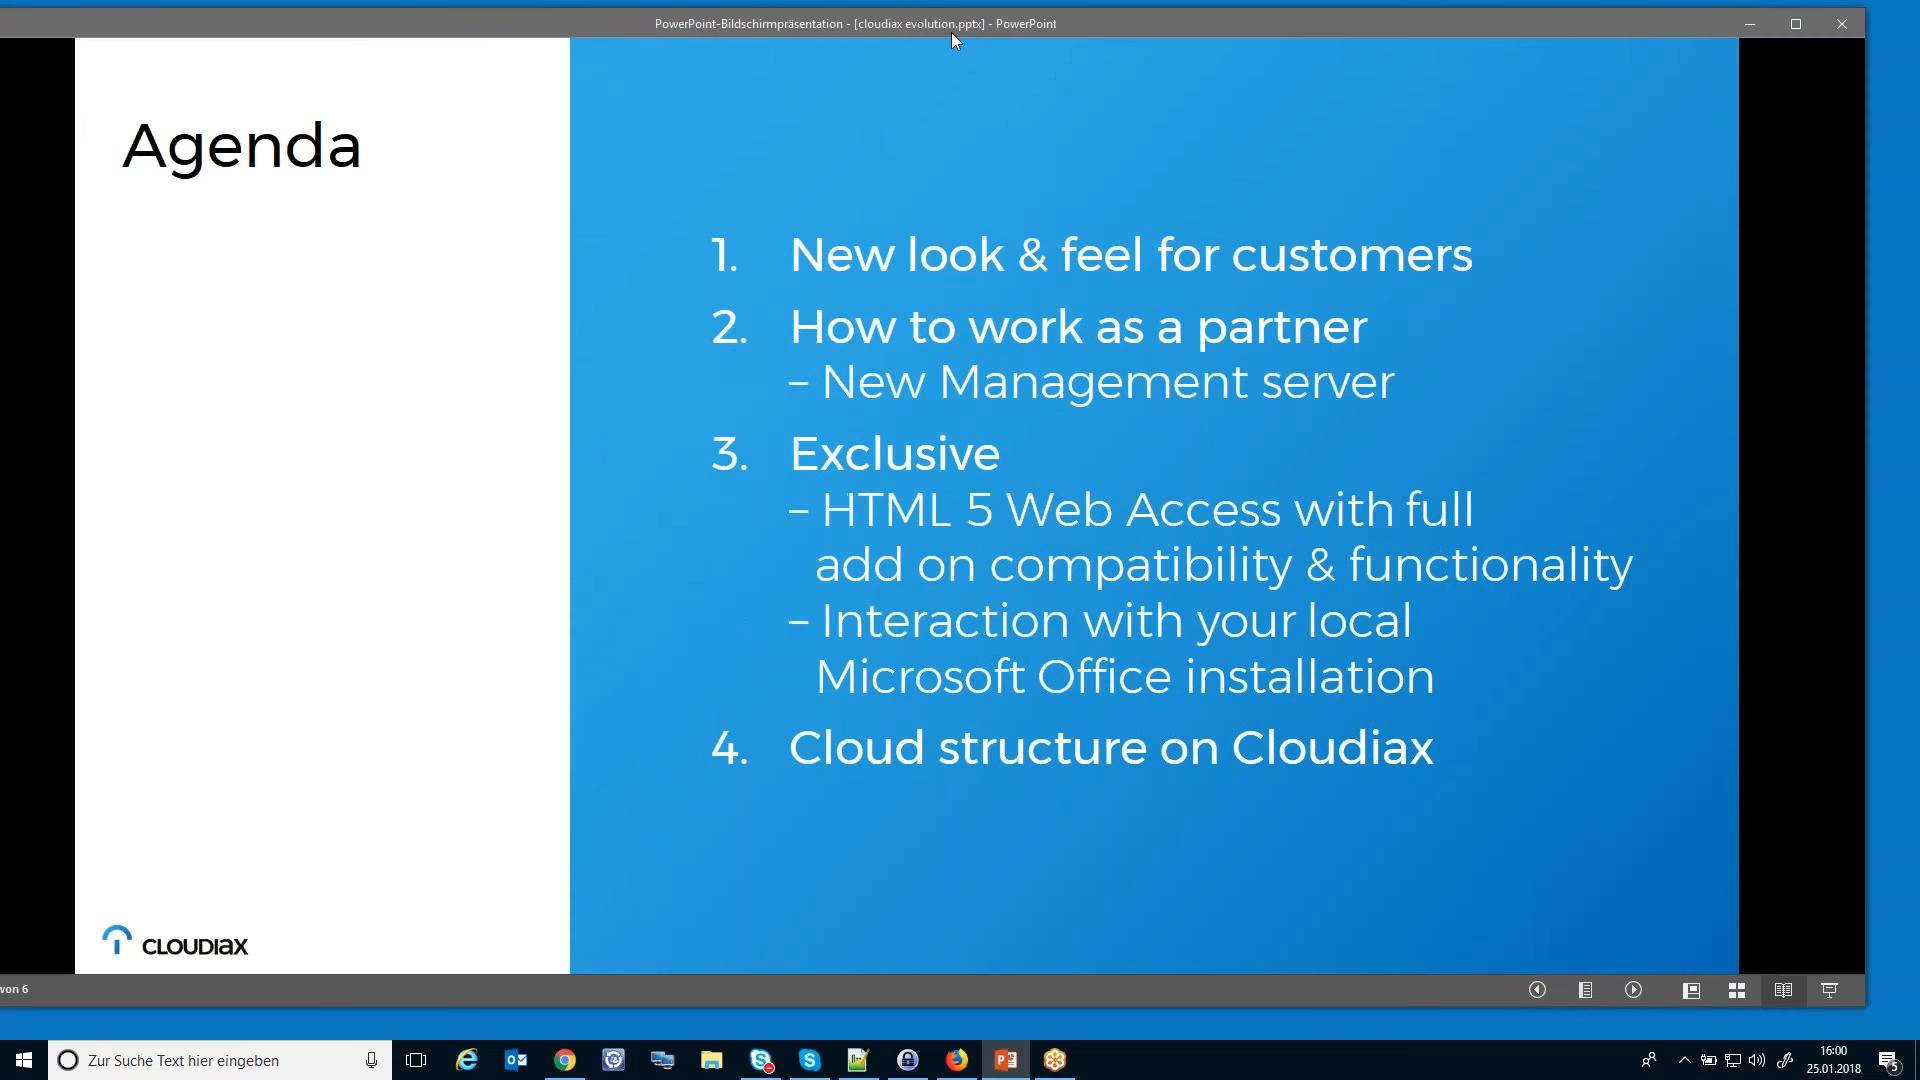 PowerPoint-Bildschirmpräsentation - [cloudiax evolution.pptx] - PowerPoint
Agenda
1. New look & feel for customers
2. How to work as a partner
– New Management server
3. Exclusive
– HTML 5 Web Access with full
add on compatibility & functionality
– Interaction with your local
Microsoft Office installation
4. Cloud structure on Cloudiax
CLOUDIAX
von 6
Zur Suche Text hier eingeben
16:00
25.01.2018
5